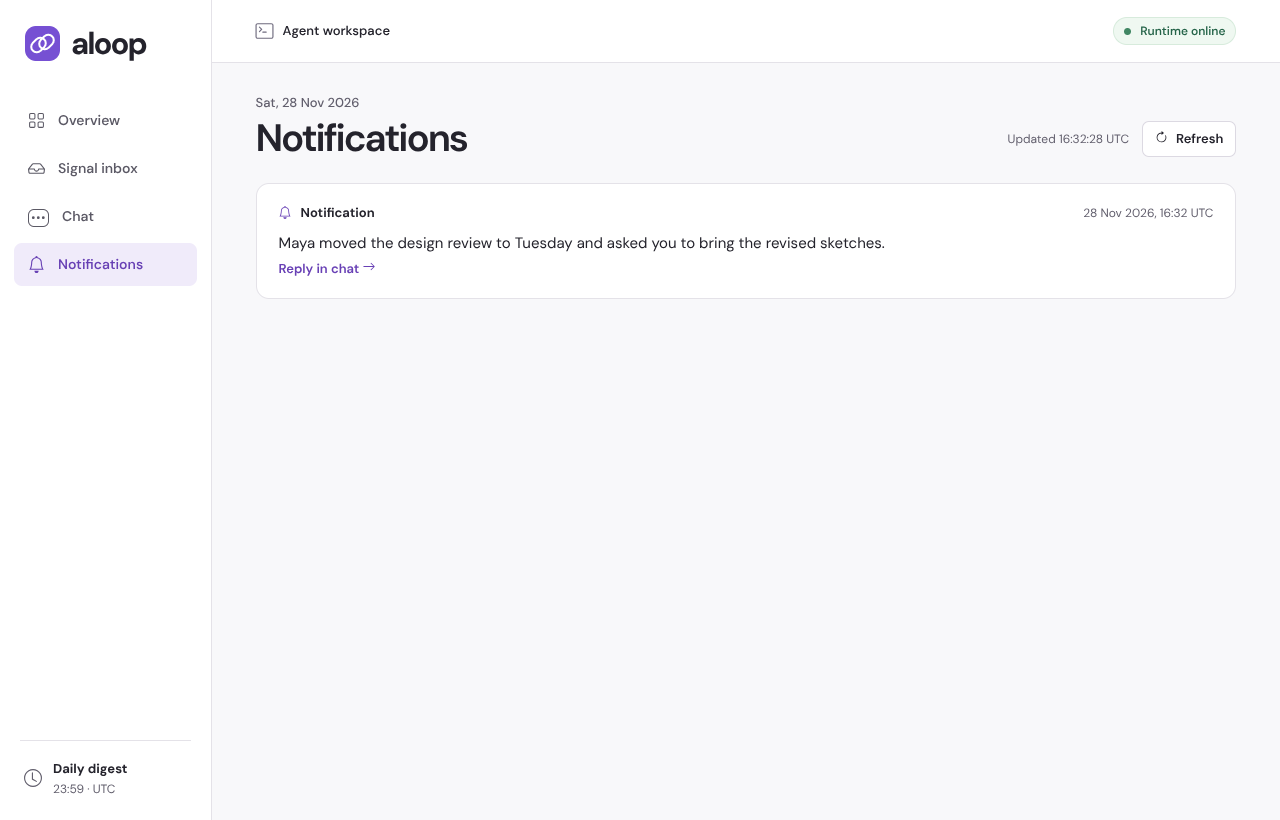 aloop
Overview
Signal inbox
Chat
Notifications
Daily digest
23:59 · UTC
Agent workspace
Runtime online
Sat, 28 Nov 2026
Notifications
Updated 16:32:28 UTC
Refresh
Notification
28 Nov 2026, 16:32 UTC
Maya moved the design review to Tuesday and asked you to bring the revised sketches.
Reply in chat →